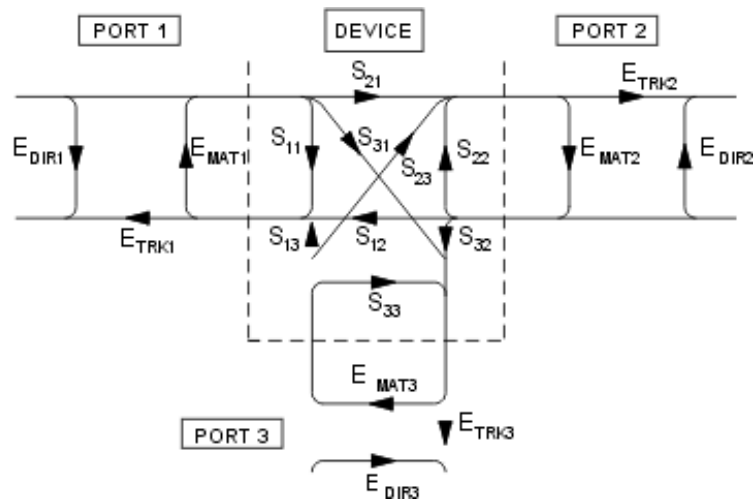 PORT 1
DEVICE
PORT 2
S21
ETRK2
EDIR1
EMAT1
S11
S31
S23
S22
EMAT2
EDIR2
ETRK1
S13
S12
S32
S33
EMAT3
PORT 3
ETRK3
EDIR3